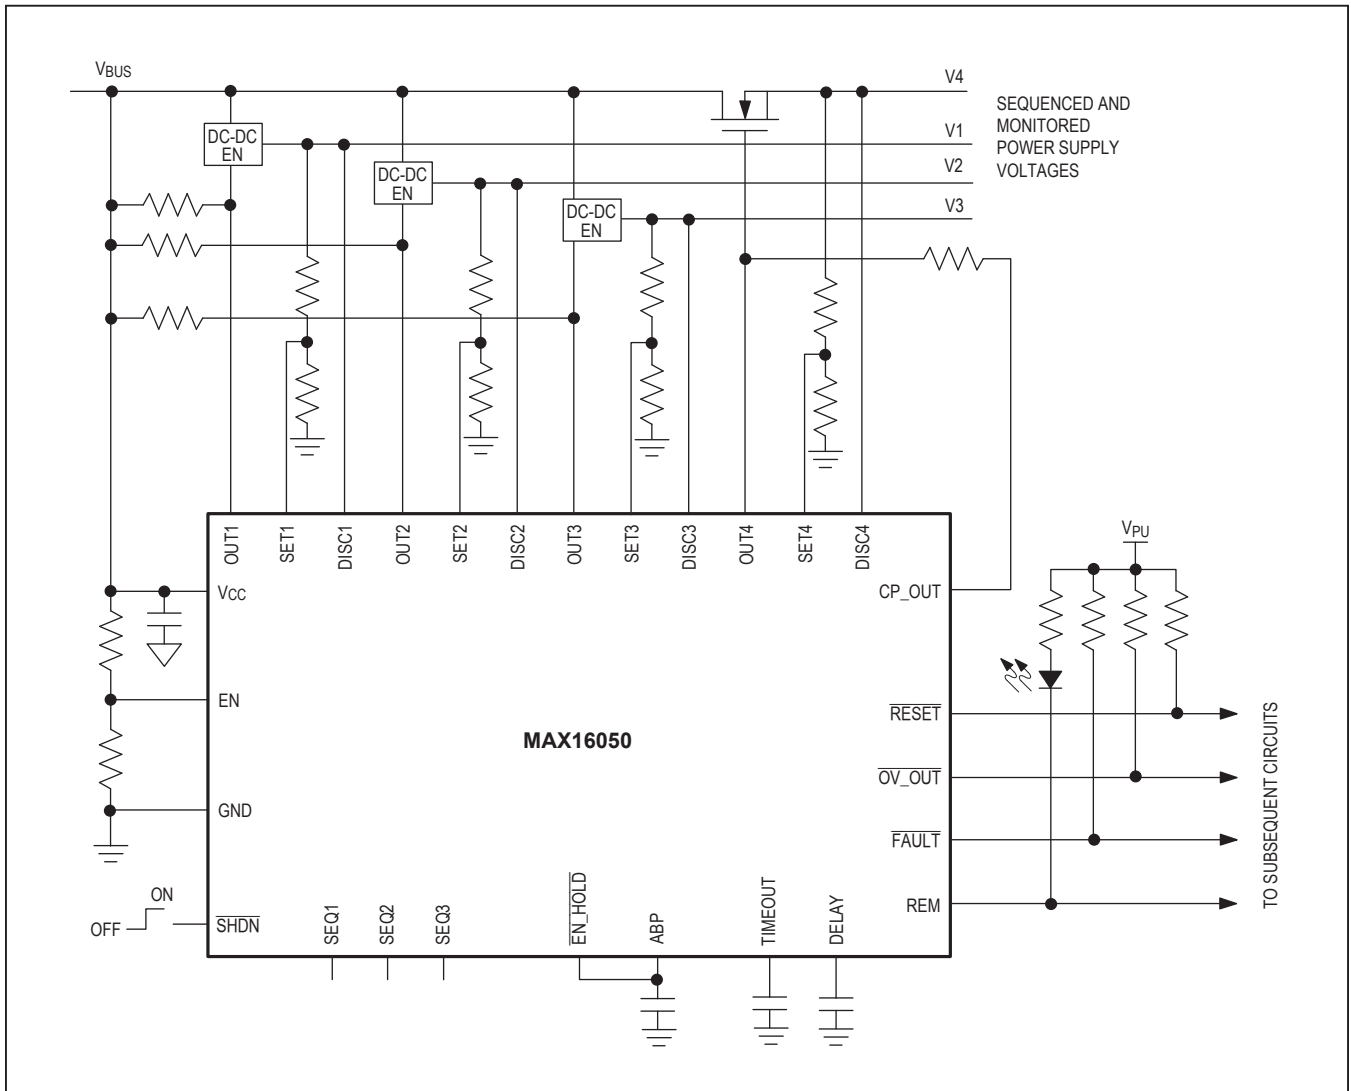 VBUS
V4
SEQUENCED AND
MONITORED
POWER SUPPLY
VOLTAGES
DC-DC
EN
V1
DC-DC
EN
V2
DC-DC
EN
V3
OUT1
SET1
DISC1
OUT2
SET2
DISC2
OUT3
SET3
DISC3
OUT4
SET4
DISC4
VPU
VCC
CP_OUT
EN
RESET
MAX16050
OV_OUT
GND
FAULT
REM
TO SUBSEQUENT CIRCUITS
ON
OFF
SHDN
SEQ1
SEQ2
SEQ3
EN_HOLD
ABP
TIMEOUT
DELAY